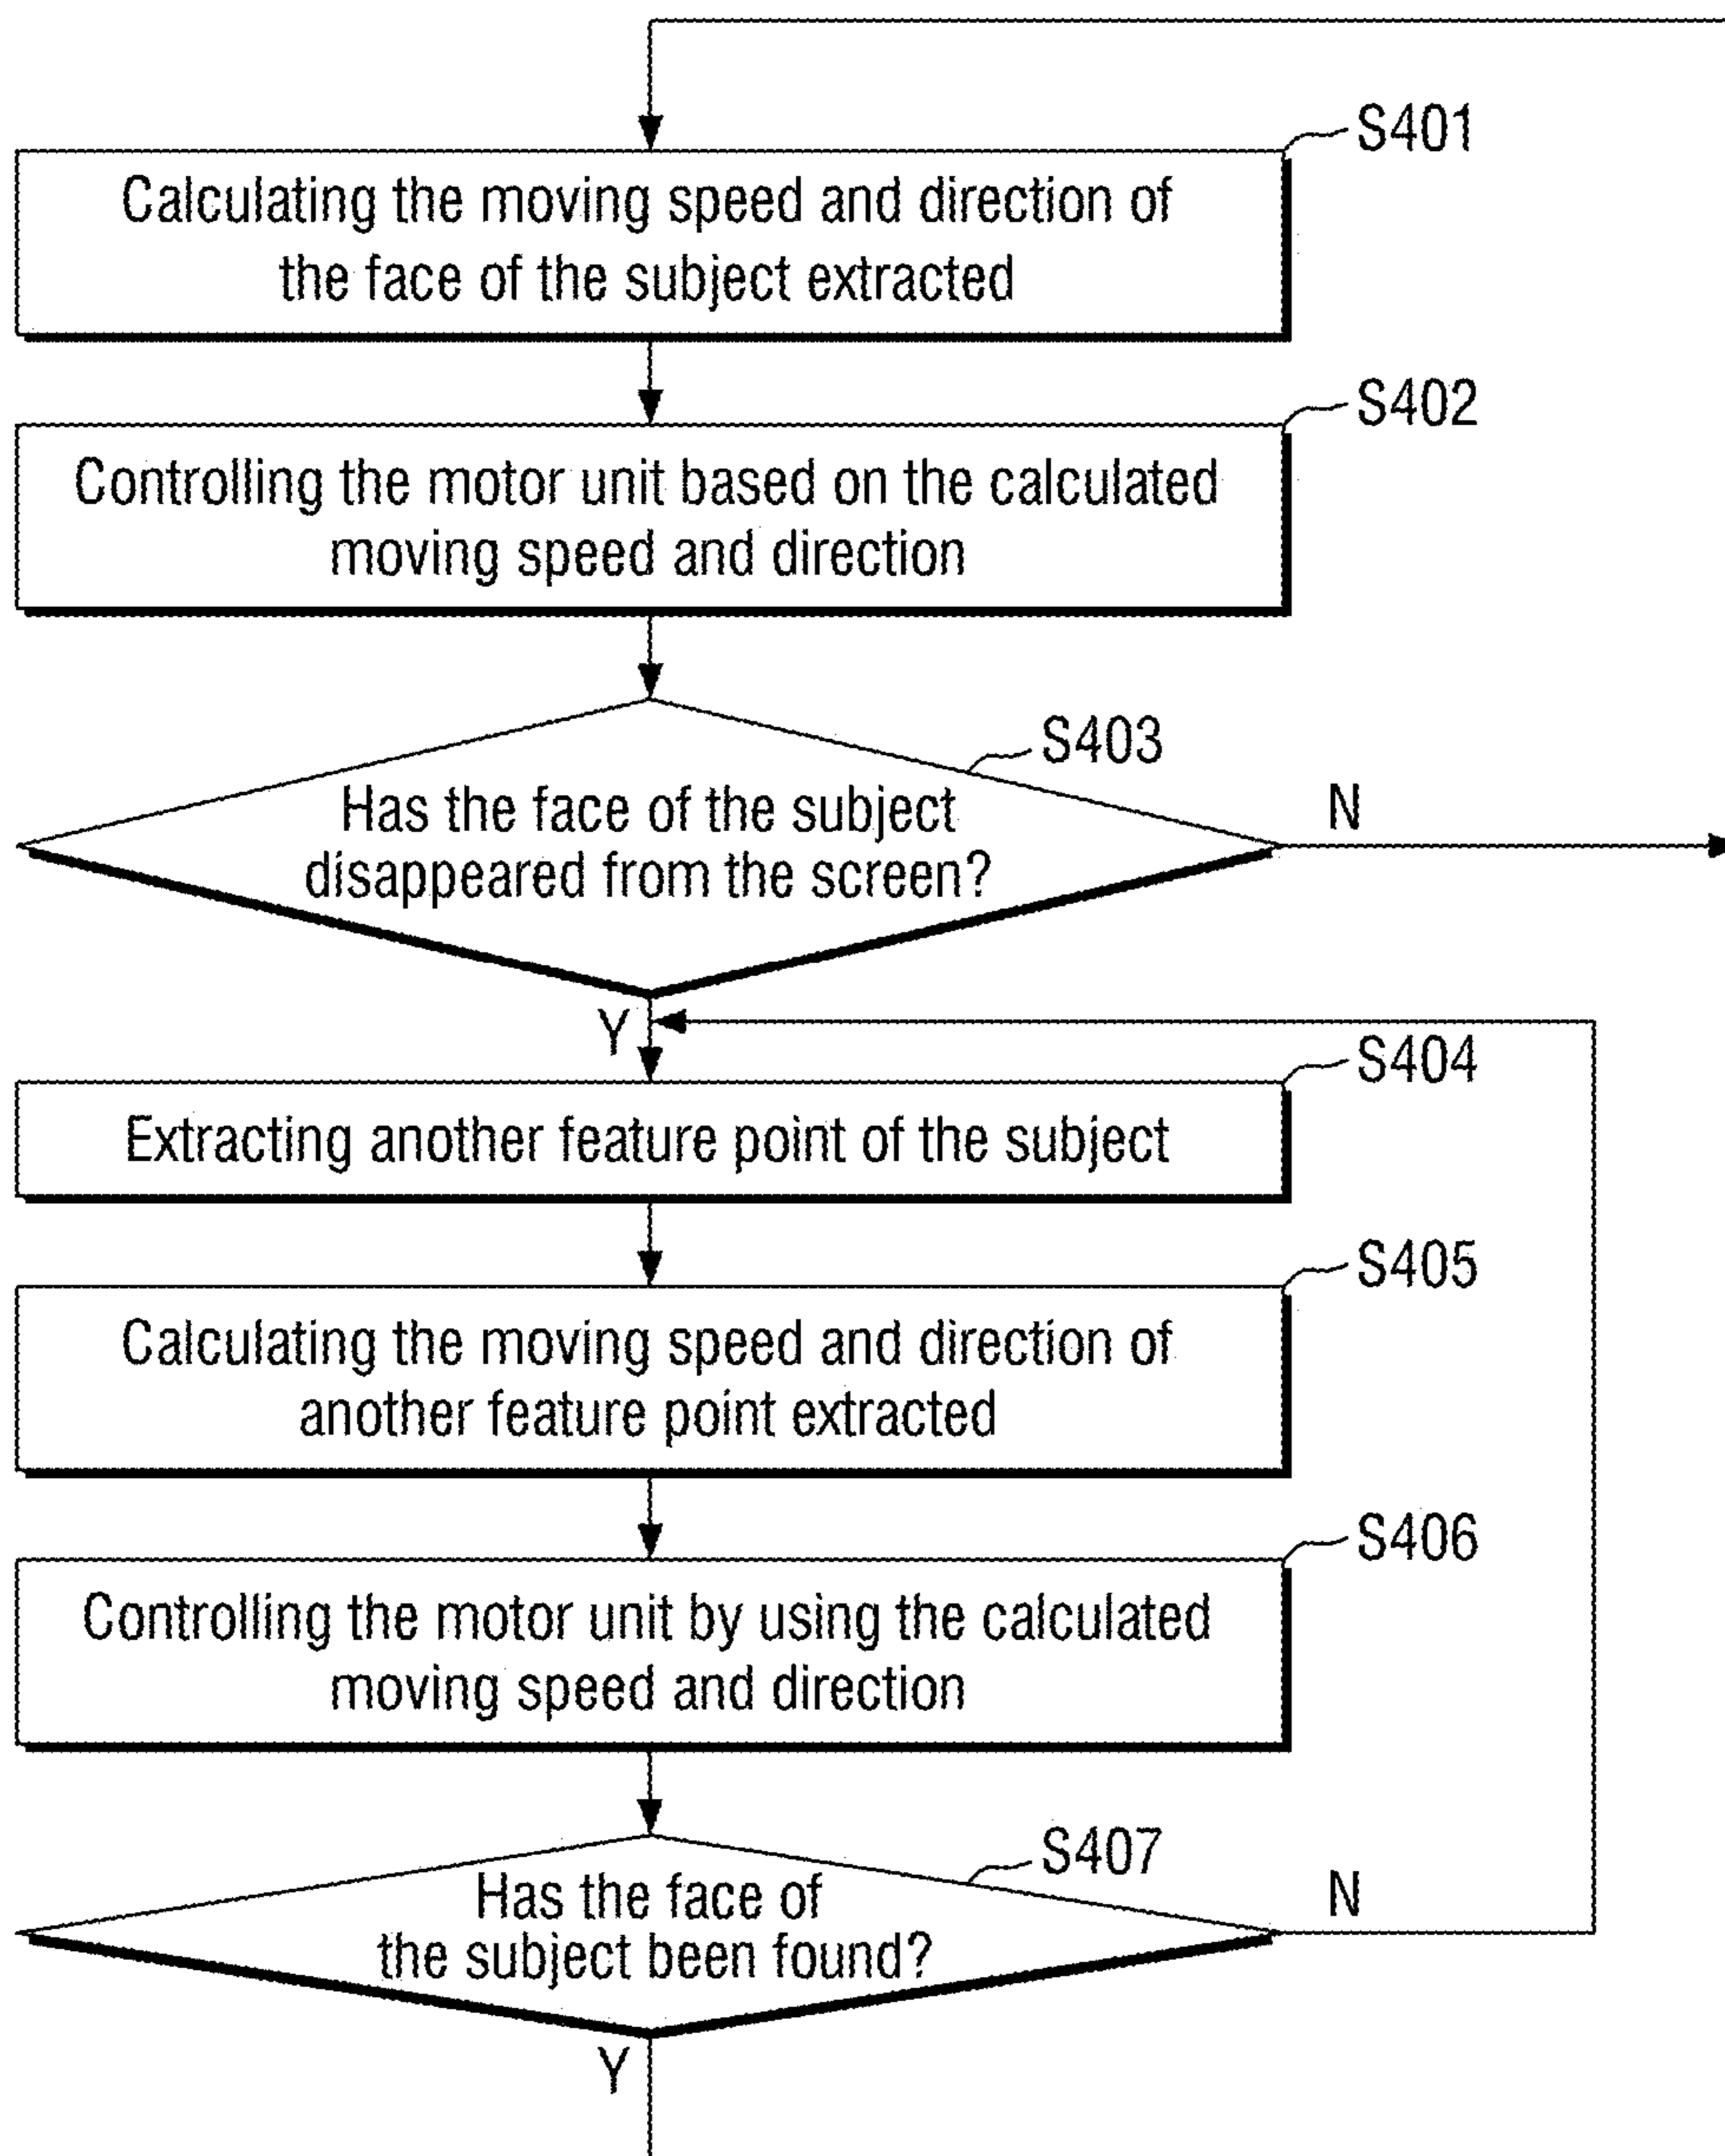 S401
Calculating the moving speed and direction of
the face of the subject extracted
S402
Controlling the motor unit based on the calculated
moving speed and direction
S403
Has the face of the subject
disappeared from the screen?
N
Y
S404
Extracting another feature point of the subject
S405
Calculating the moving speed and direction of
another feature point extracted
S406
Controlling the motor unit by using the calculated
moving speed and direction
S407
Has the face of
the subject been found?
N
Y